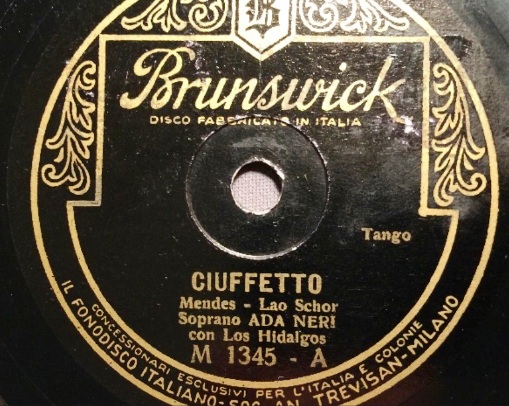 B
Brunswick
DISCO FABBRICATO IN ITALIA
Tango
CIUFFETTO
Mendes - Lao Schor
Soprano ADA NERI
con Los Hidalgos
M 1345 - A
CONCESSIONARI ESCLUSIVI PER L'ITALIA E COLONIE
IL FONODISCO ITALIANO-SOC. AN. TREVISAN-MILANO